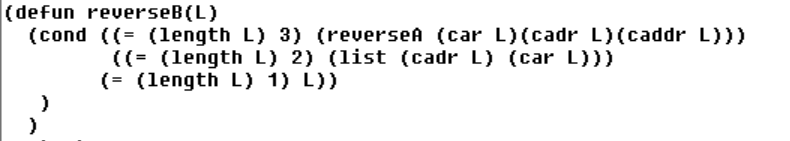 (defun reverseB(L)
(cond ((= (length L) 3) (reverseA (car L)(cadr L)(caddr L)))
((= (length L) 2) (list (cadr L) (car L)))
(= (length L) 1) L))
)
)